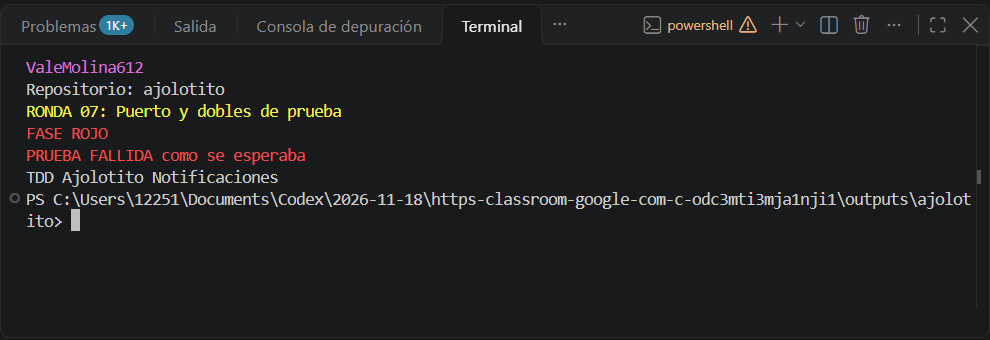 Problemas 1K+ Salida Consola de depuración Terminal ··· powershell ···
ValeMolina612
Repositorio: ajolotito
RONDA 07: Puerto y dobles de prueba
FASE ROJO
PRUEBA FALLIDA como se esperaba
TDD Ajolotito Notificaciones
PS C:\Users\12251\Documents\Codex\2026-11-18\https-classroom-google-com-c-odc3mti3mja1nji1\outputs\ajolot
ito>